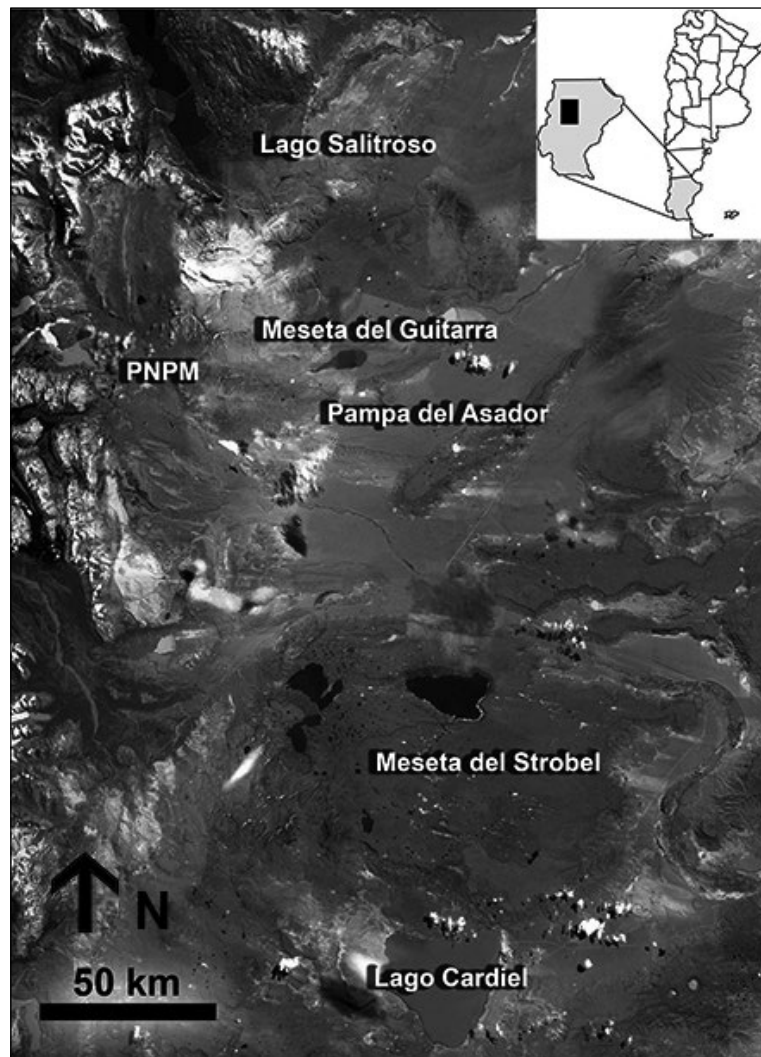 Lago Salitroso
Meseta del Guitarra
PNPM
Pampa del Asador
Meseta del Strobel
N
50 km
Lago Cardiel